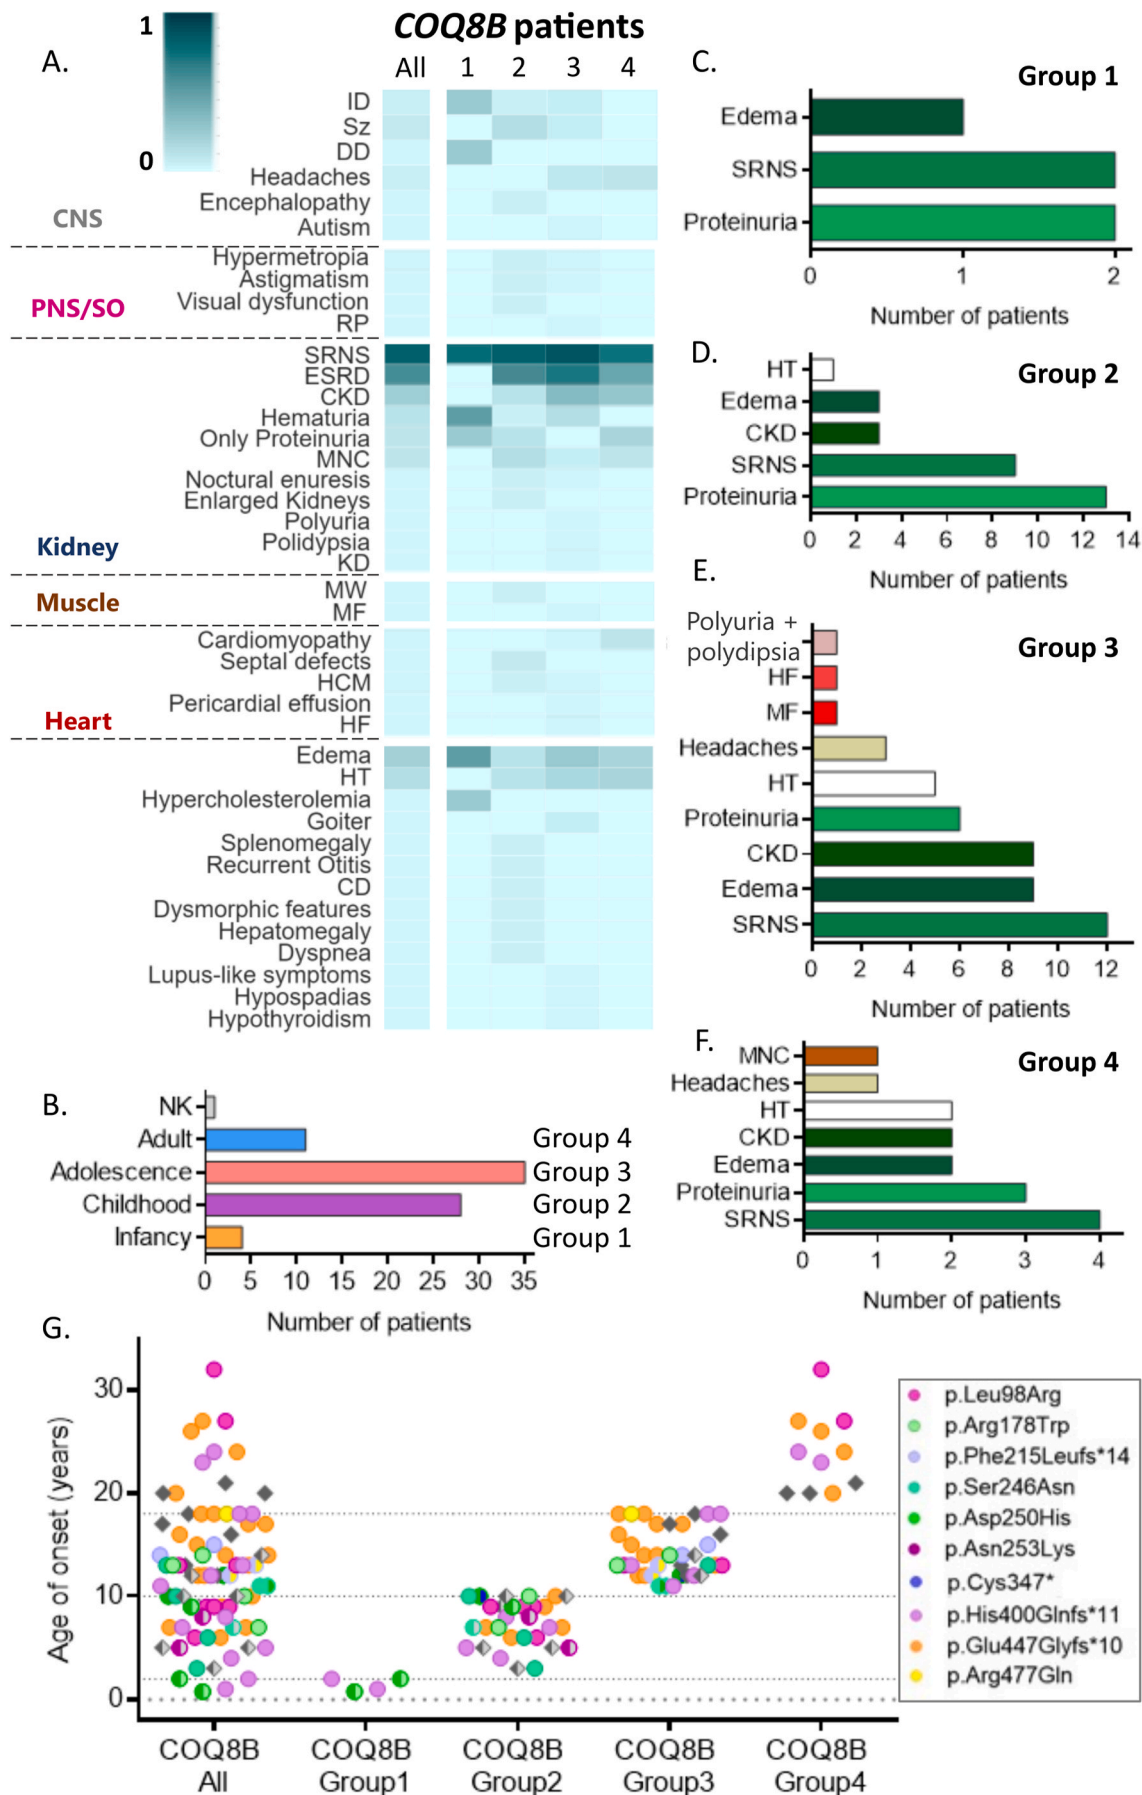 COQ8B patients
A.
1
0
All 1 2 3 4
ID
Sz
DD
Headaches
Encephalopathy
Autism
CNS
Hypermetropia
Astigmatism
Visual dysfunction
RP
PNS/SO
SRNS
ESRD
CKD
Hematuria
Only Proteinuria
MNC
Noctural enuresis
Enlarged Kidneys
Polyuria
Polidypsia
KD
Kidney
MW
MF
Muscle
Cardiomyopathy
Septal defects
HCM
Pericardial effusion
HF
Heart
Edema
HT
Hypercholesterolemia
Goiter
Splenomegaly
Recurrent Otitis
CD
Dysmorphic features
Hepatomegaly
Dyspnea
Lupus-like symptoms
Hypospadias
Hypothyroidism
B.
NK
Adult Group 4
Adolescence Group 3
Childhood Group 2
Infancy Group 1
0 5 10 15 20 25 30 35
Number of patients
C.
Group 1
Edema
SRNS
Proteinuria
0 1 2
Number of patients
D.
Group 2
HT
Edema
CKD
SRNS
Proteinuria
0 2 4 6 8 10 12 14
Number of patients
E.
Group 3
Polyuria +
polydipsia
HF
MF
Headaches
HT
Proteinuria
CKD
Edema
SRNS
0 2 4 6 8 10 12
Number of patients
F.
Group 4
MNC
Headaches
HT
CKD
Edema
Proteinuria
SRNS
0 1 2 3 4
Number of patients
G.
Age of onset (years)
30
20
10
0
COQ8B
All
COQ8B
Group1
COQ8B
Group2
COQ8B
Group3
COQ8B
Group4
p.Leu98Arg
p.Arg178Trp
p.Phe215Leufs*14
p.Ser246Asn
p.Asp250His
p.Asn253Lys
p.Cys347*
p.His400Glnfs*11
p.Glu447Glyfs*10
p.Arg477Gln